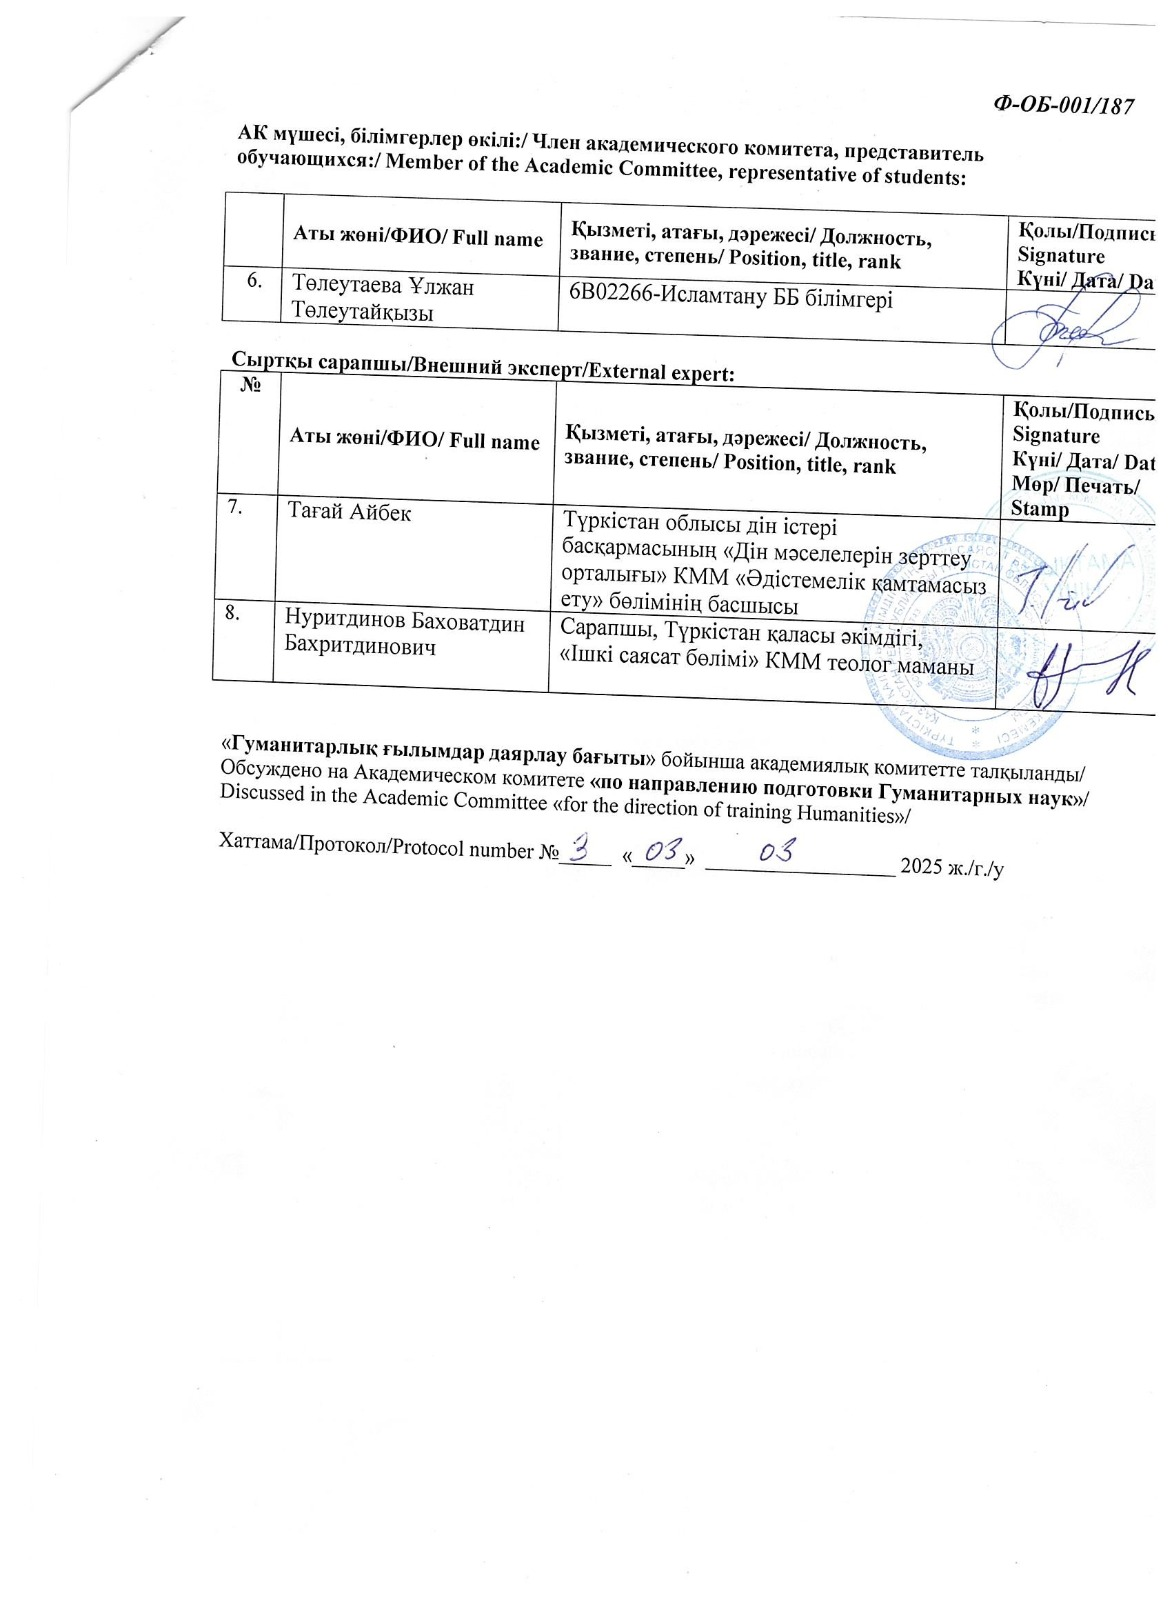 Ф-ОБ-001/187
АК мүшесі, білімгерлер өкілі:/ Член академического комитета, представитель
обучающихся:/ Member of the Academic Committee, representative of students:
Аты жөні/ФИО/ Full name
Қызметі, атағы, дәрежесі/ Должность,
звание, степень/ Position, title, rank
Қолы/Подпись
Signature
Күні/ Дата/ Da
6.
Төлеутаева Ұлжан
Төлеутайқызы
6В02266-Исламтану ББ білімгері
Сыртқы сарапшы/Внешний эксперт/External expert:
№
Аты жөні/ФИО/ Full name
Қызметі, атағы, дәрежесі/ Должность,
звание, степень/ Position, title, rank
Қолы/Подпись
Signature
Күні/ Дата/ Dat
Мөр/ Печать/
Stamp
7.
Тағай Айбек
Түркістан облысы дін істері
басқармасының «Дін мәселелерін зерттеу
орталығы» КММ «Әдістемелік қамтамасыз
ету» бөлімінің басшысы
8.
Нуритдинов Баховатдин
Бахритдинович
Сарапшы, Түркістан қаласы әкімдігі,
«Ішкі саясат бөлімі» КММ теолог маманы
«Гуманитарлық ғылымдар даярлау бағыты» бойынша академиялық комитетте талқыланды/
Обсуждено на Академическом комитете «по направлению подготовки Гуманитарных наук»/
Discussed in the Academic Committee «for the direction of training Humanities»/
Хаттама/Протокол/Protocol number № 3 « 03 » 03 2025 ж./г./у